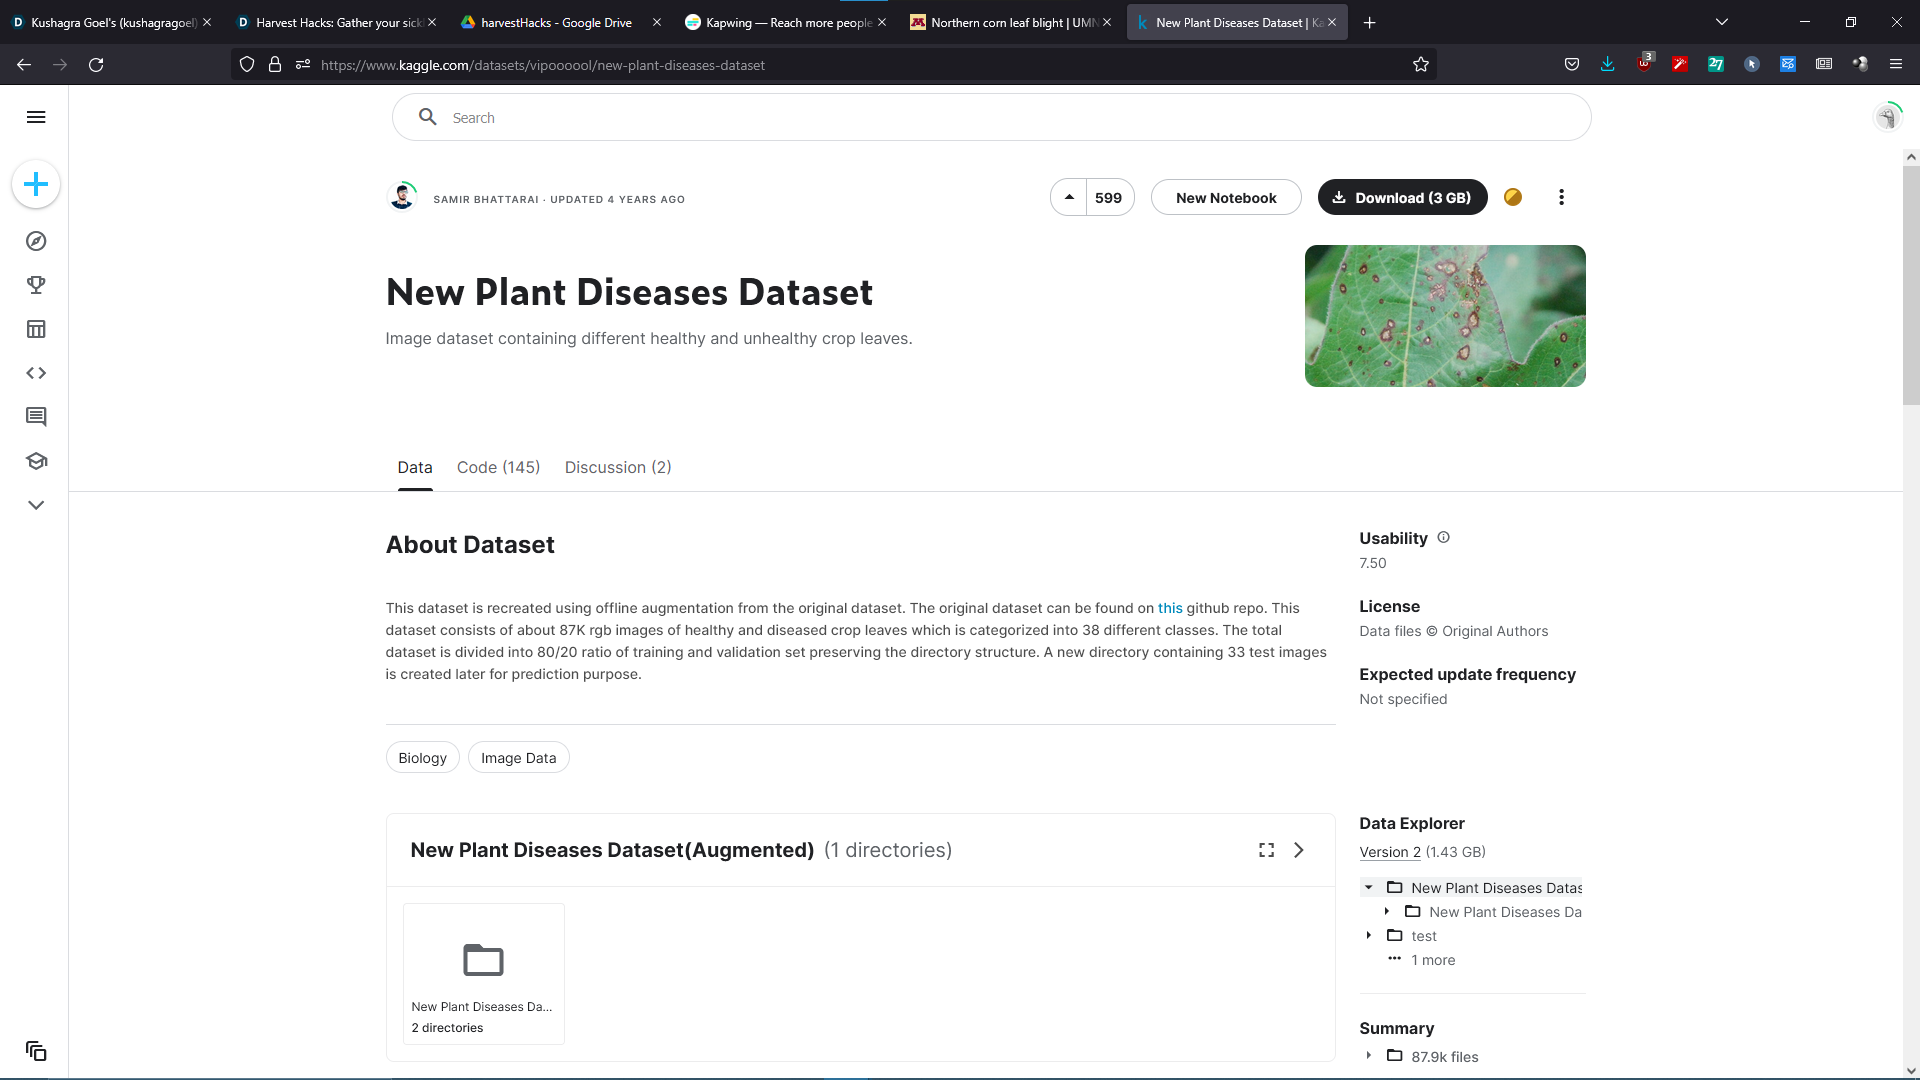 Kushagra Goel's (kushagragoel)
Harvest Hacks: Gather your sick
harvestHacks - Google Drive
Kapwing — Reach more people
Northern corn leaf blight | UMN
New Plant Diseases Dataset | Ka
https://www.kaggle.com/datasets/vipoooool/new-plant-diseases-dataset
3
27
Search
SAMIR BHATTARAI · UPDATED 4 YEARS AGO
599
New Notebook
Download (3 GB)
New Plant Diseases Dataset
Image dataset containing different healthy and unhealthy crop leaves.
Data
Code (145)
Discussion (2)
About Dataset
This dataset is recreated using offline augmentation from the original dataset. The original dataset can be found on this github repo. This
dataset consists of about 87K rgb images of healthy and diseased crop leaves which is categorized into 38 different classes. The total
dataset is divided into 80/20 ratio of training and validation set preserving the directory structure. A new directory containing 33 test images
is created later for prediction purpose.
Biology
Image Data
Usability
7.50
License
Data files © Original Authors
Expected update frequency
Not specified
New Plant Diseases Dataset(Augmented) (1 directories)
New Plant Diseases Da...
2 directories
Data Explorer
Version 2 (1.43 GB)
New Plant Diseases Datas
New Plant Diseases Da
test
1 more
Summary
87.9k files